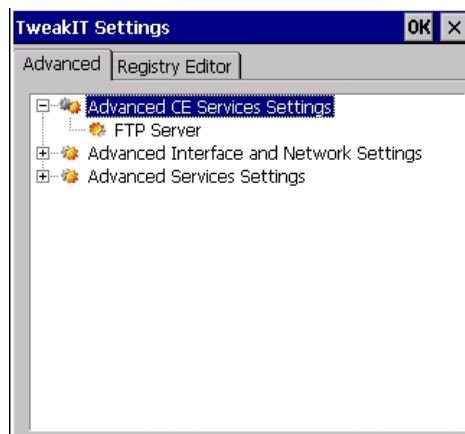 TweakIT Settings OK ×
Advanced Registry Editor
Advanced CE Services Settings
FTP Server
Advanced Interface and Network Settings
Advanced Services Settings